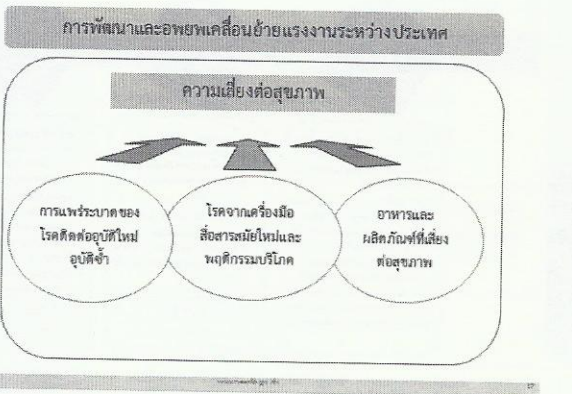 การพัฒนาและอพยพเคลื่อนย้ายแรงงานระหว่างประเทศ
ความเสี่ยงต่อสุขภาพ
การแพร่ระบาดของ
โรคติดต่ออุบัติใหม่
อุบัติซ้ำ
โรคจากเครื่องมือ
สื่อสารสมัยใหม่และ
พฤติกรรมบริโภค
อาหารและ
ผลิตภัณฑ์ที่เสี่ยง
ต่อสุขภาพ